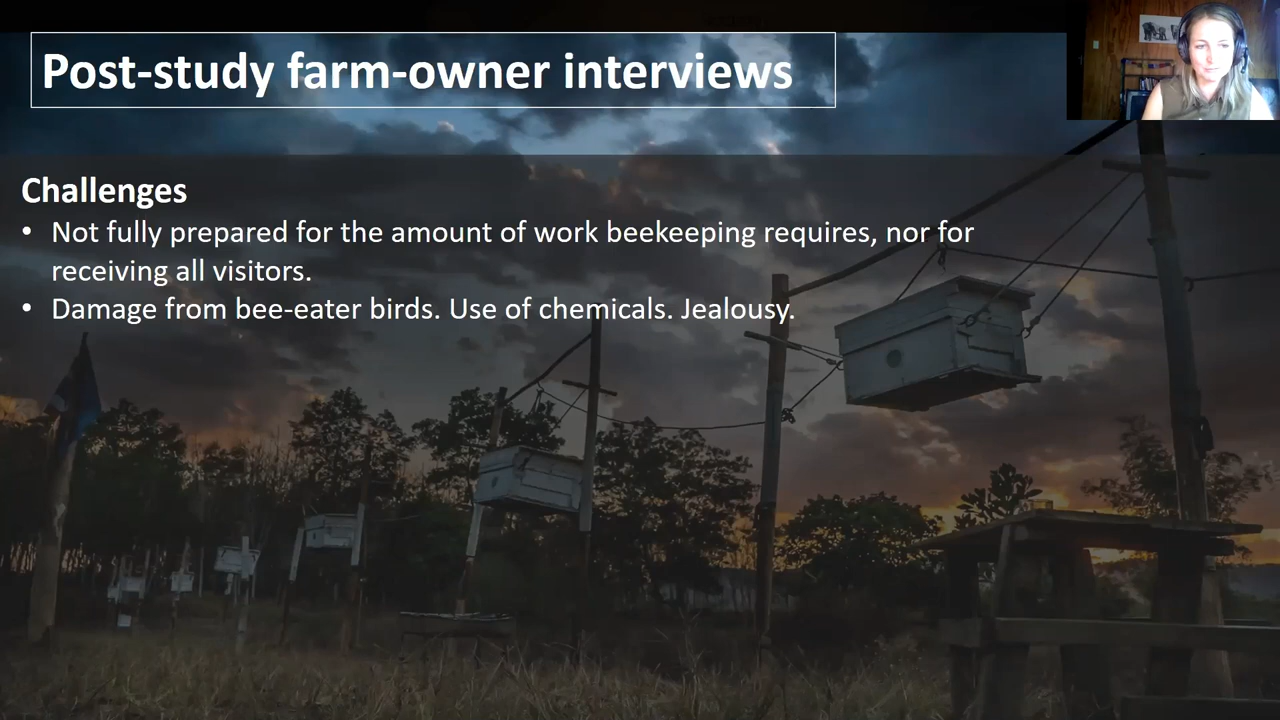 Post-study farm-owner interviews
Challenges
• Not fully prepared for the amount of work beekeeping requires, nor for
receiving all visitors.
• Damage from bee-eater birds. Use of chemicals. Jealousy.